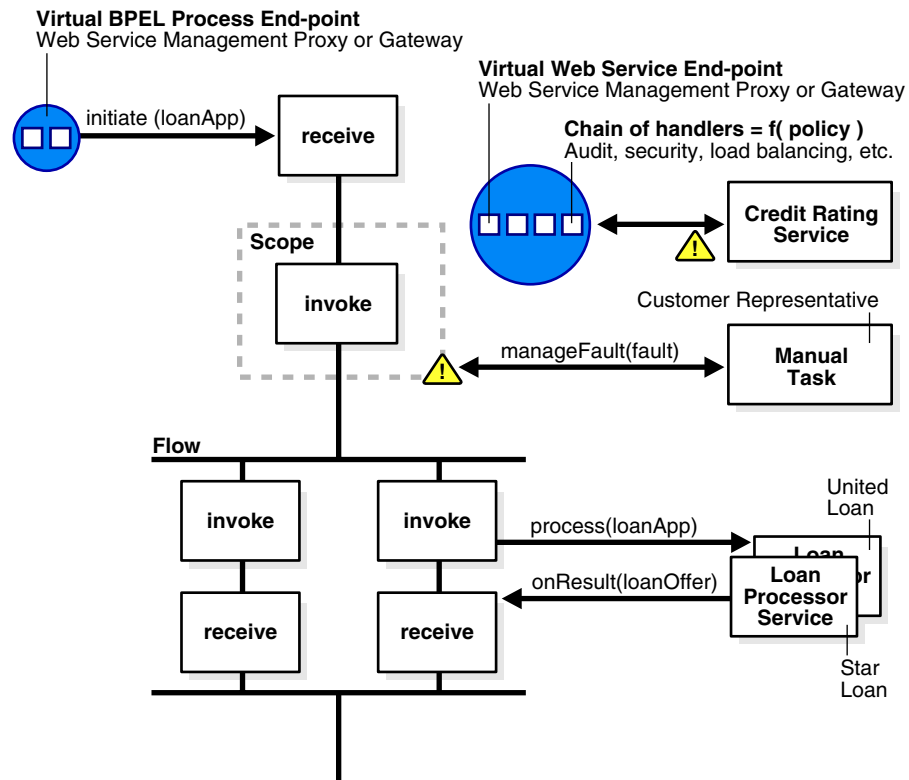 Virtual BPEL Process End-point
Web Service Management Proxy or Gateway
Virtual Web Service End-point
Web Service Management Proxy or Gateway
initiate (loanApp)
receive
Chain of handlers = f( policy )
Audit, security, load balancing, etc.
Credit Rating
Service
!
Scope
invoke
Customer Representative
!
manageFault(fault)
Manual
Task
Flow
invoke
invoke
process(loanApp)
United
Loan
Loan
or
onResult(loanOffer)
Loan
Processor
Service
receive
receive
Star
Loan